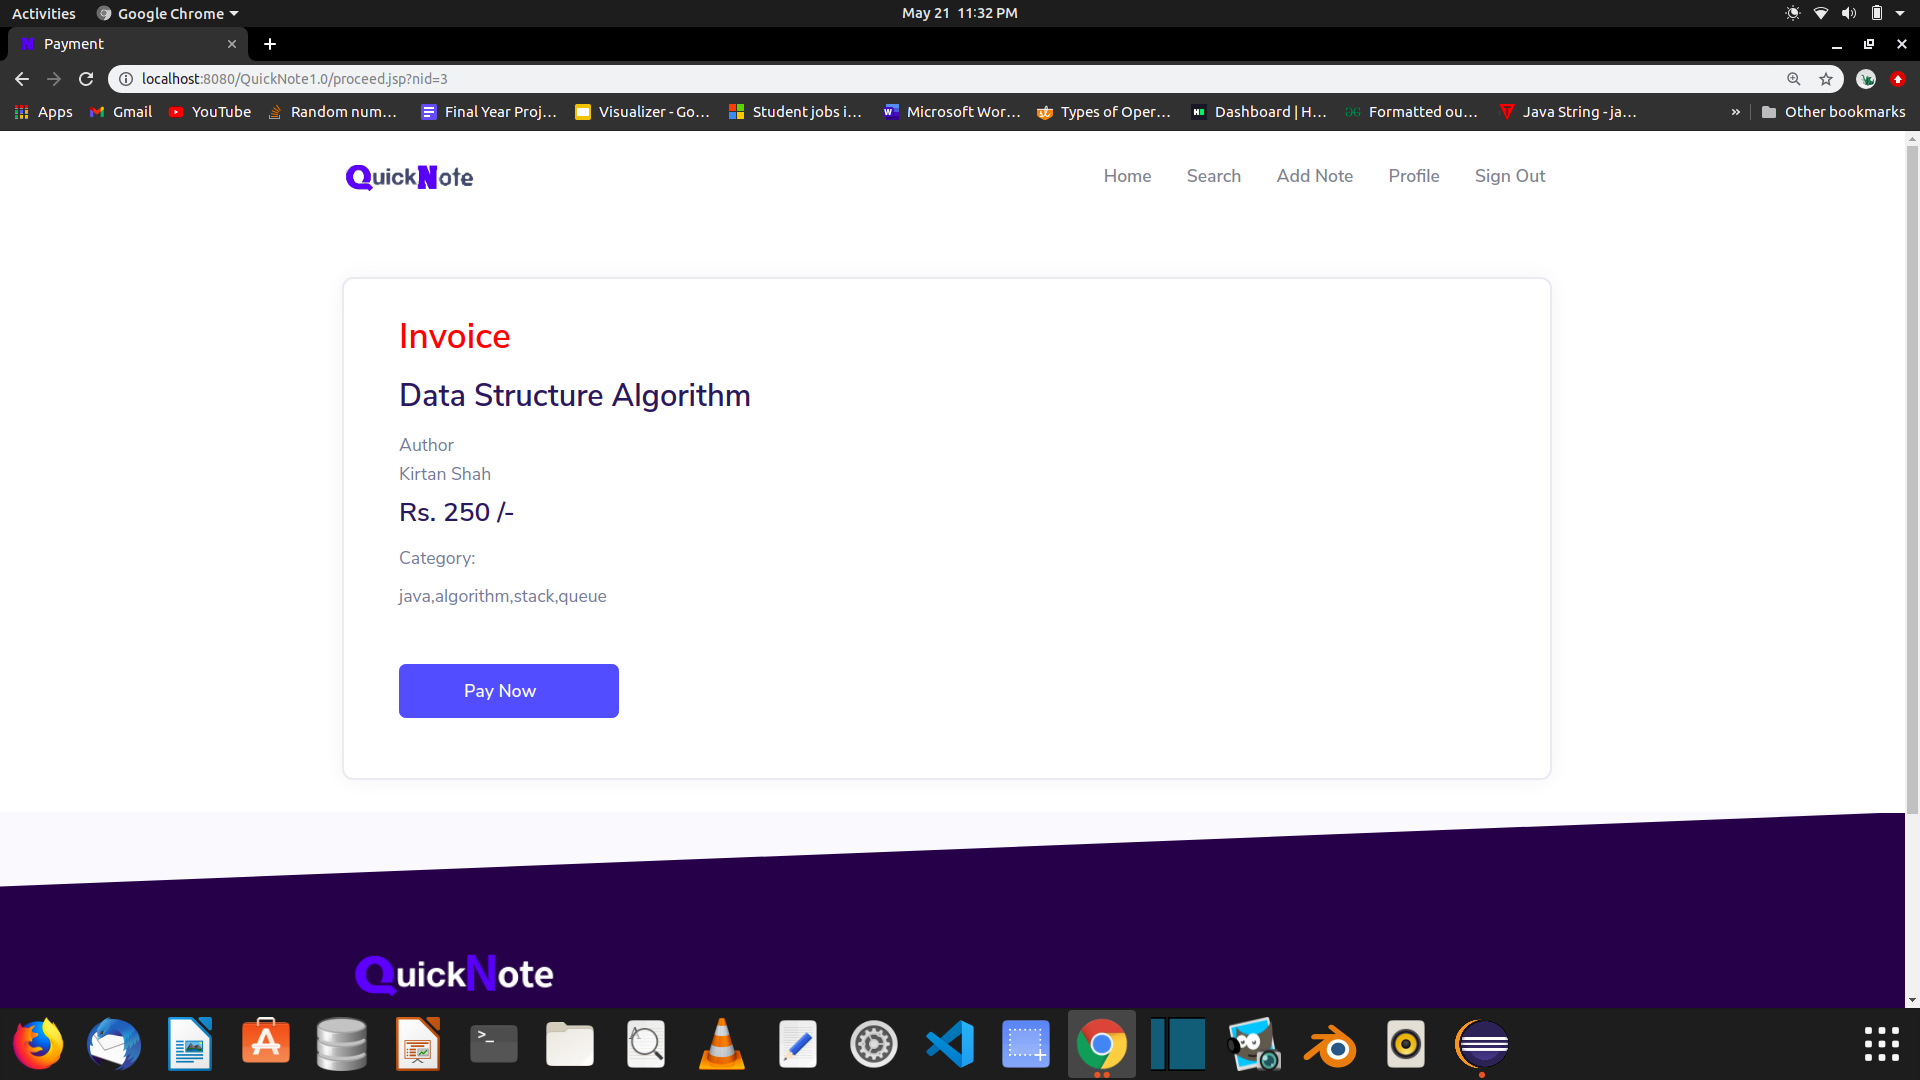 Activities
Google Chrome
May 21 11:32 PM
Payment
localhost:8080/QuickNote1.0/proceed.jsp?nid=3
Apps
Gmail
YouTube
Random num...
Final Year Proj...
Visualizer - Go...
Student jobs i...
Microsoft Wor...
Types of Oper...
Dashboard | H...
Formatted ou...
Java String - ja...
»
Other bookmarks
QuickNote
Home
Search
Add Note
Profile
Sign Out
Invoice
Data Structure Algorithm
Author
Kirtan Shah
Rs. 250 /-
Category:
java,algorithm,stack,queue
Pay Now
QuickNote